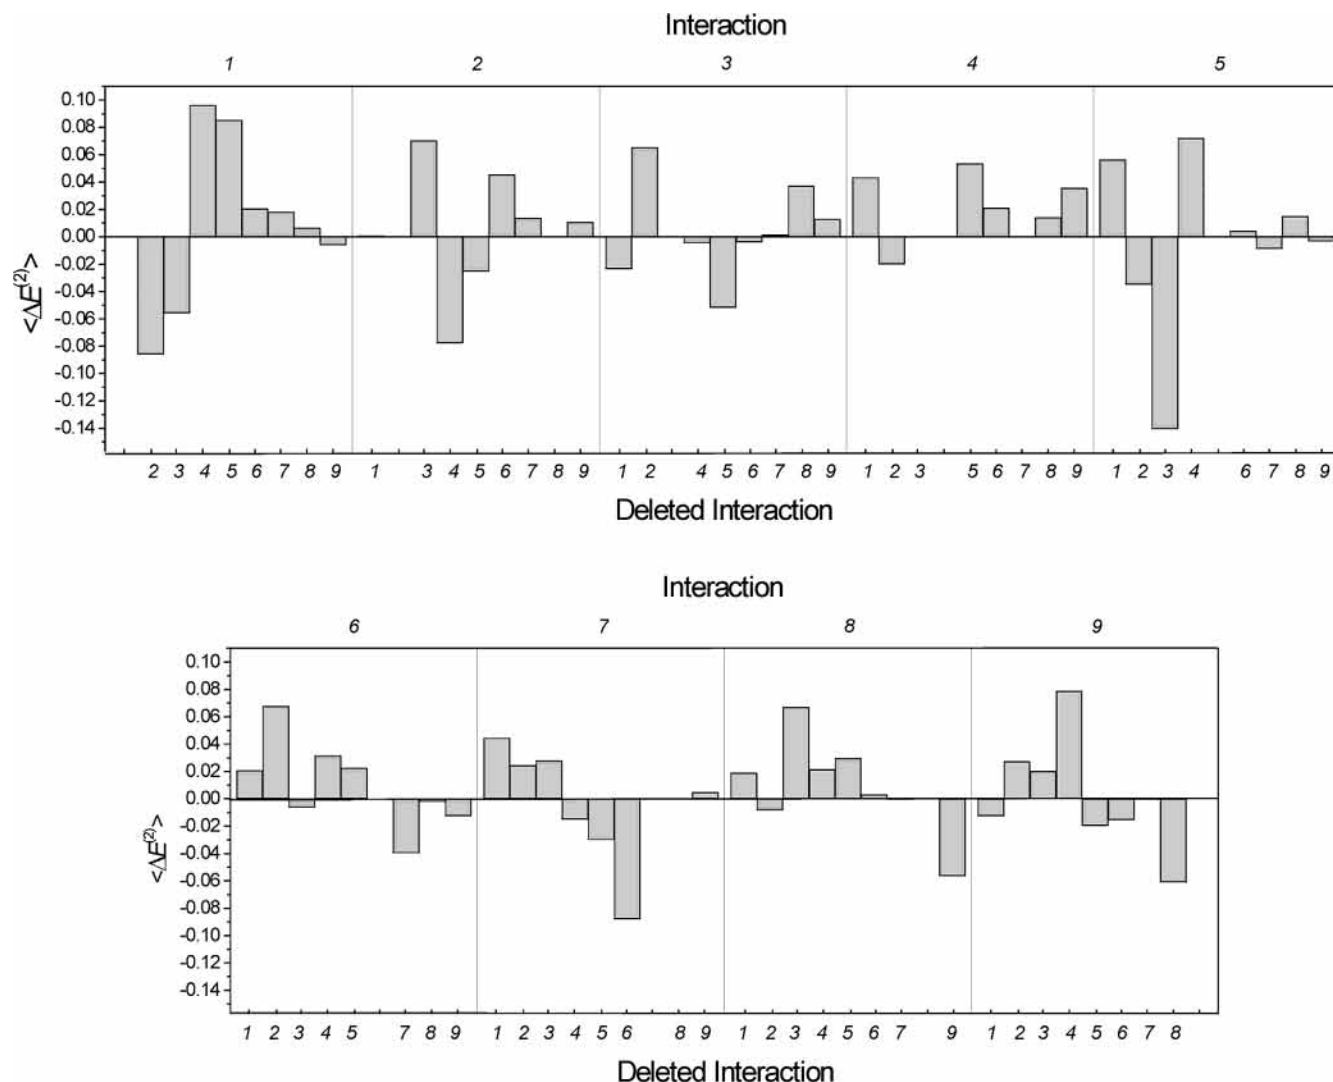 Interaction
1 2 3 4 5
0.10
0.08
0.06
0.04
0.02
0.00
-0.02
-0.04
-0.06
-0.08
-0.10
-0.12
-0.14
<ΔE(2)>
2 3 4 5 6 7 8 9 1 3 4 5 6 7 8 9 1 2 4 5 6 7 8 9 1 2 3 5 6 7 8 9 1 2 3 4 6 7 8 9
Deleted Interaction
Interaction
6 7 8 9
0.10
0.08
0.06
0.04
0.02
0.00
-0.02
-0.04
-0.06
-0.08
-0.10
-0.12
-0.14
<ΔE(2)>
1 2 3 4 5 7 8 9 1 2 3 4 5 6 8 9 1 2 3 4 5 6 7 9 1 2 3 4 5 6 7 8
Deleted Interaction